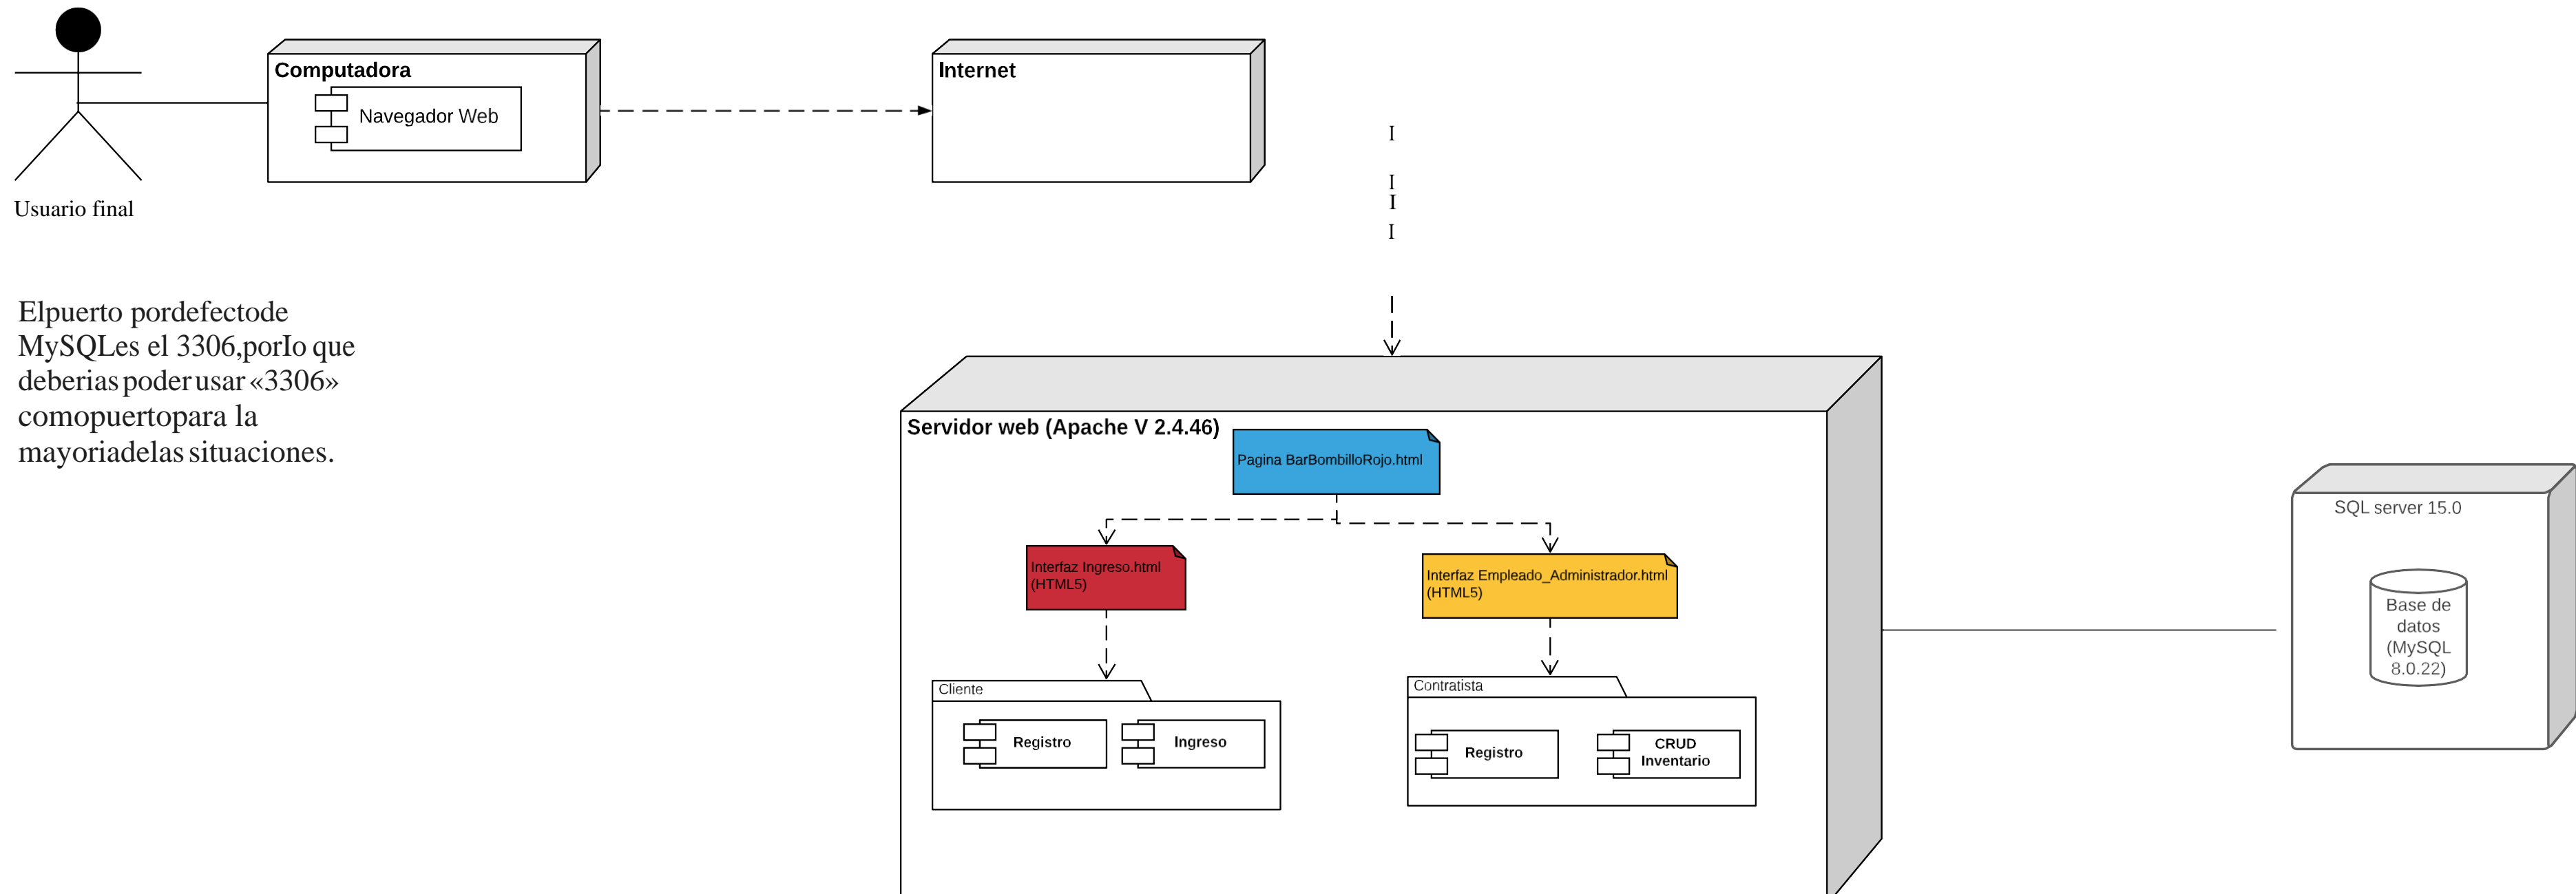 Computadora
Navegador Web
Internet
Usuario final
I
I
I
I
Elpuerto pordefectode
MySQLes el 3306,porIo que
deberias poder usar «3306»
comopuertopara la
mayoriadelas situaciones.
Servidor web (Apache V 2.4.46)
Pagina BarBombilloRojo.html
Interfaz Ingreso.html
(HTML5)
Interfaz Empleado_Administrador.html
(HTML5)
Cliente
Registro
Ingreso
Contratista
Registro
CRUD
Inventario
SQL server 15.0
Base de
datos
(MySQL
8.0.22)